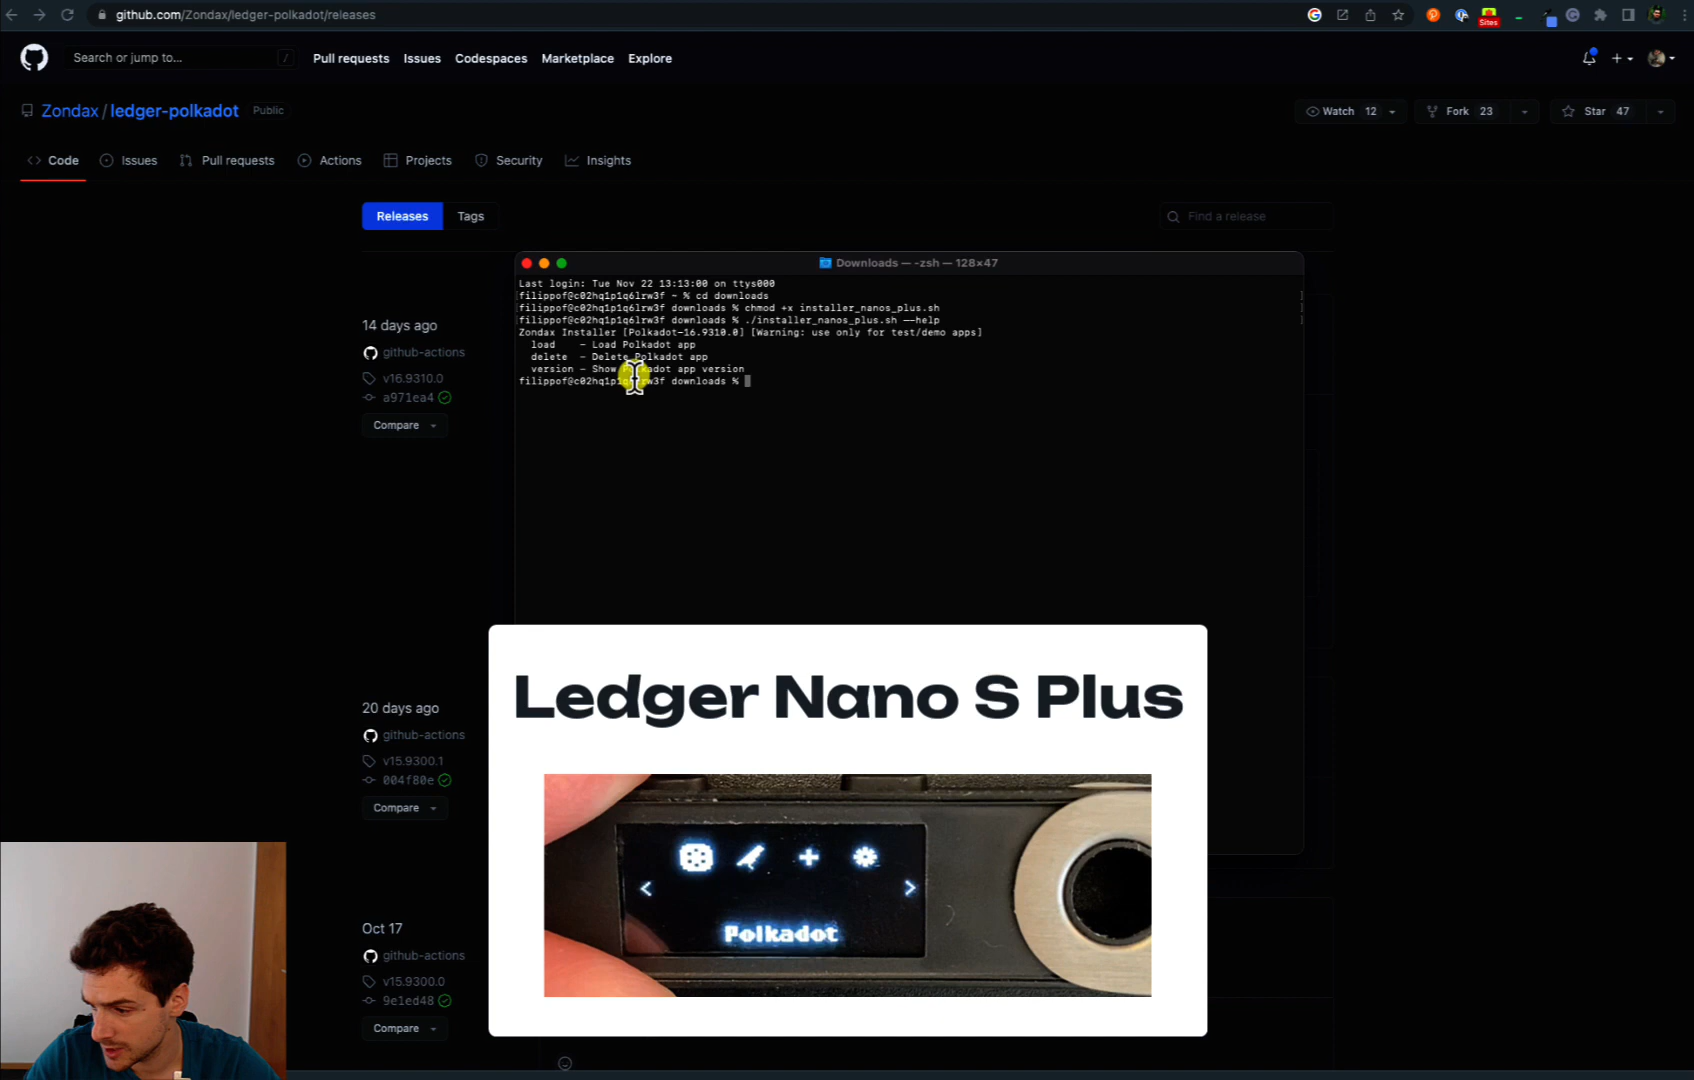 github.com/Zondax/ledger-polkadot/releases
Sites
Search or jump to... /
Pull requests Issues Codespaces Marketplace Explore
Zondax / ledger-polkadot Public
Watch 12 Fork 23 Star 47
Code Issues Pull requests Actions Projects Security Insights
Releases Tags
Find a release
Downloads — -zsh — 128×47
Last login: Tue Nov 22 13:13:00 on ttys000
filippof@c02hq1p1q6lrw3f ~ % cd downloads
filippof@c02hq1p1q6lrw3f downloads % chmod +x installer_nanos_plus.sh
filippof@c02hq1p1q6lrw3f downloads % ./installer_nanos_plus.sh --help
Zondax Installer [Polkadot-16.9310.0] [Warning: use only for test/demo apps]
load – Load Polkadot app
delete – Delete Polkadot app
version – Show Polkadot app version
filippof@c02hq1p1q6lrw3f downloads %
14 days ago
github-actions
v16.9310.0
a971ea4
Compare
20 days ago
github-actions
v15.9300.1
004f80e
Compare
Oct 17
github-actions
v15.9300.0
9e1ed48
Compare
Ledger Nano S Plus
Polkadot